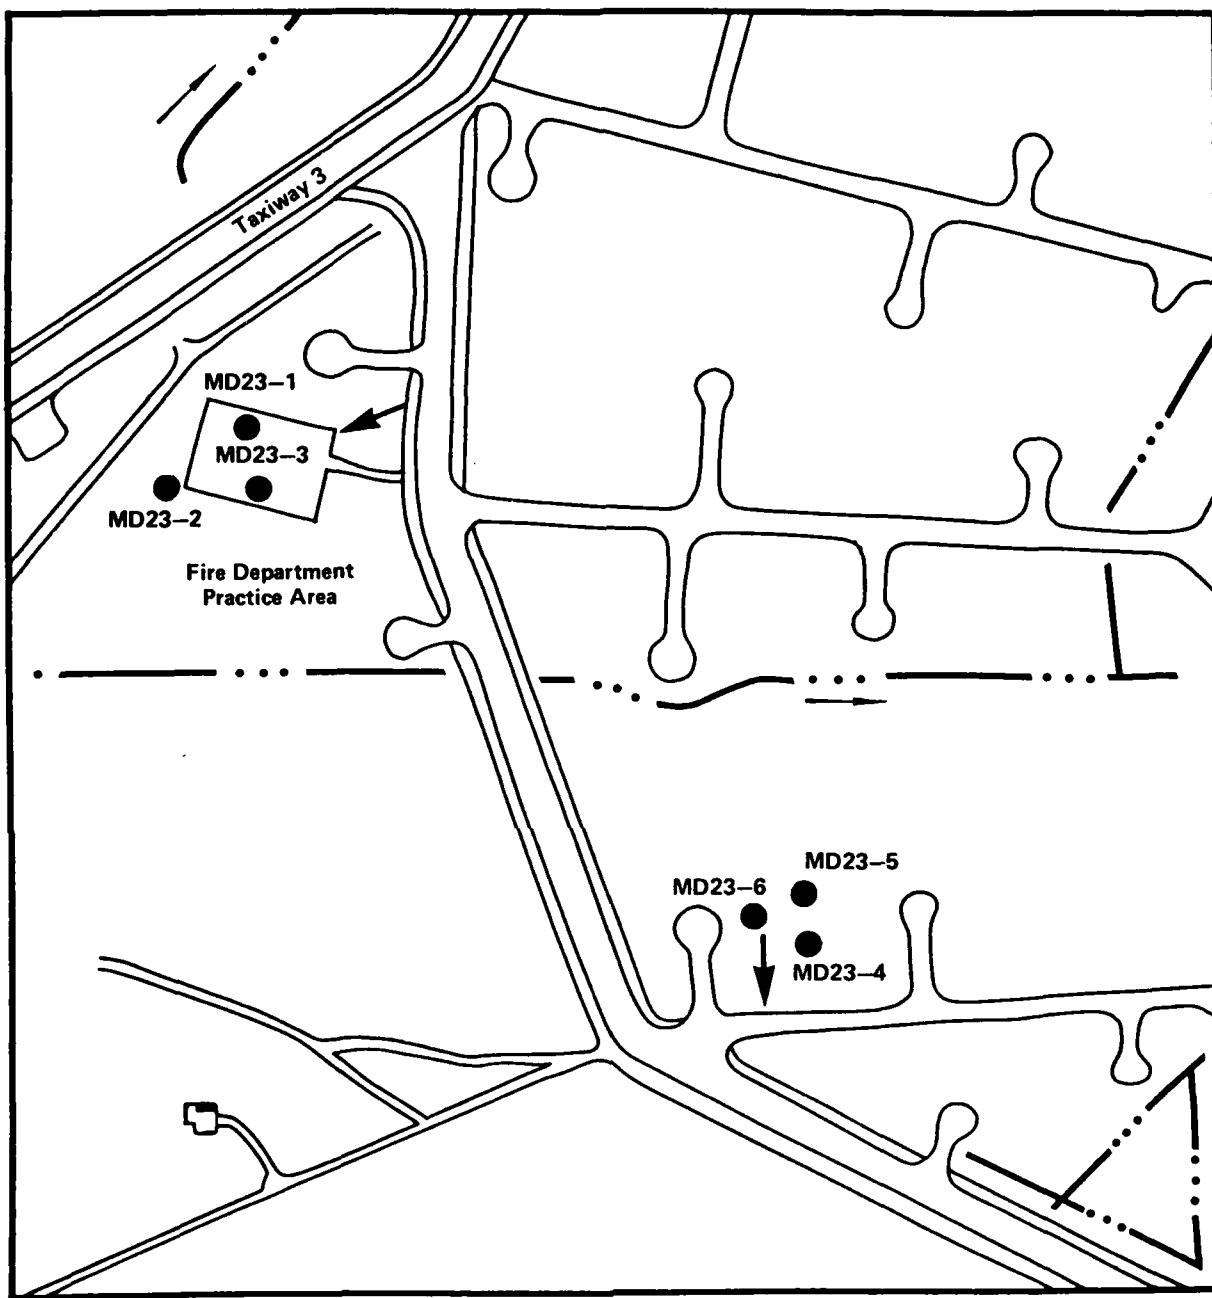 Taxiway 3
MD23–1
MD23–3
MD23–2
Fire Department
Practice Area
MD23–5
MD23–6
MD23–4